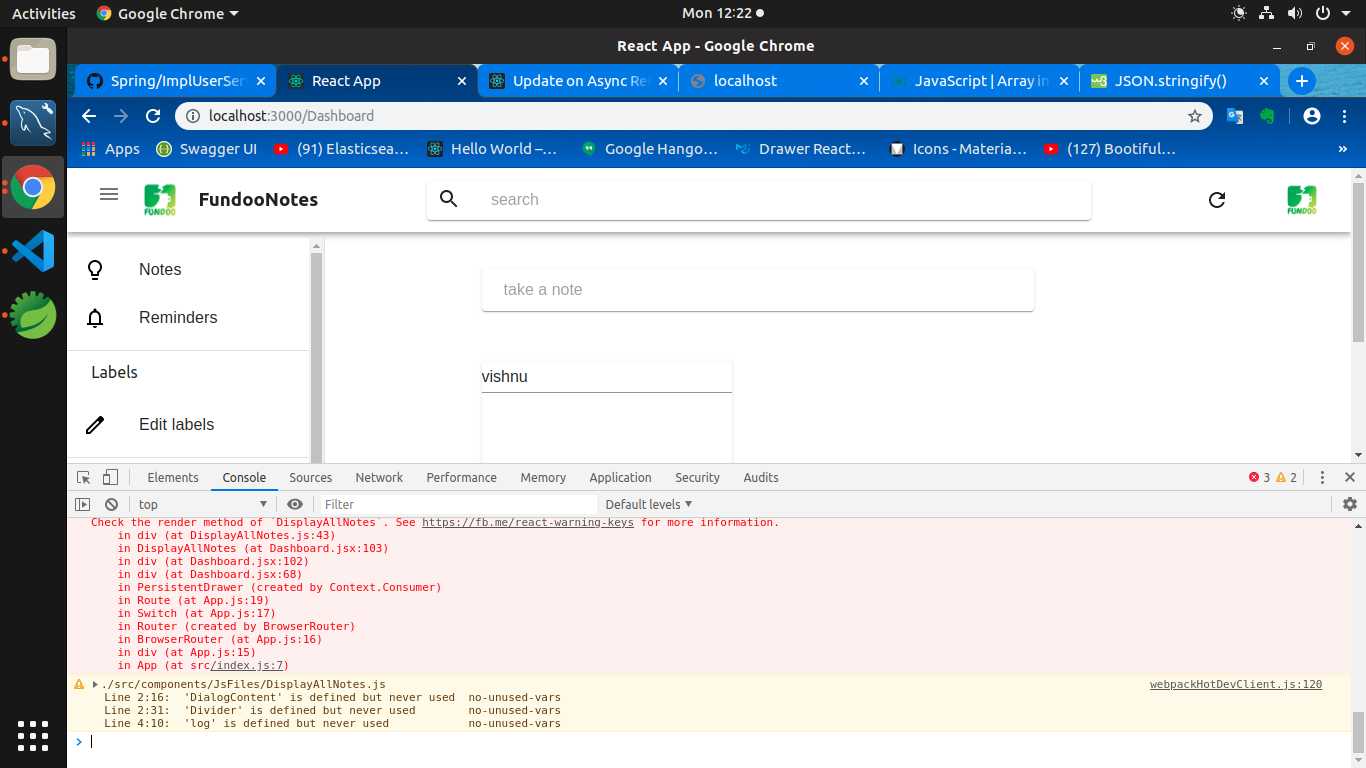 Activities Google Chrome Mon 12:22
React App - Google Chrome
Spring/ImplUserSer React App Update on Async Re localhost JavaScript | Array in JSON.stringify()
localhost:3000/Dashboard
Apps Swagger UI (91) Elasticsea… Hello World –… Google Hango… Drawer React… Icons - Materia… (127) Bootiful… »
FUNDOO FundooNotes search FUNDOO
Notes
take a note
Reminders
Labels
vishnu
Edit labels
Elements Console Sources Network Performance Memory Application Security Audits 3 2
top Filter Default levels
Check the render method of `DisplayAllNotes`. See https://fb.me/react-warning-keys for more information.
in div (at DisplayAllNotes.js:43)
in DisplayAllNotes (at Dashboard.jsx:103)
in div (at Dashboard.jsx:102)
in div (at Dashboard.jsx:68)
in PersistentDrawer (created by Context.Consumer)
in Route (at App.js:19)
in Switch (at App.js:17)
in Router (created by BrowserRouter)
in BrowserRouter (at App.js:16)
in div (at App.js:15)
in App (at src/index.js:7)
./src/components/JsFiles/DisplayAllNotes.js webpackHotDevClient.js:120
Line 2:16: 'DialogContent' is defined but never used no-unused-vars
Line 2:31: 'Divider' is defined but never used no-unused-vars
Line 4:10: 'log' is defined but never used no-unused-vars